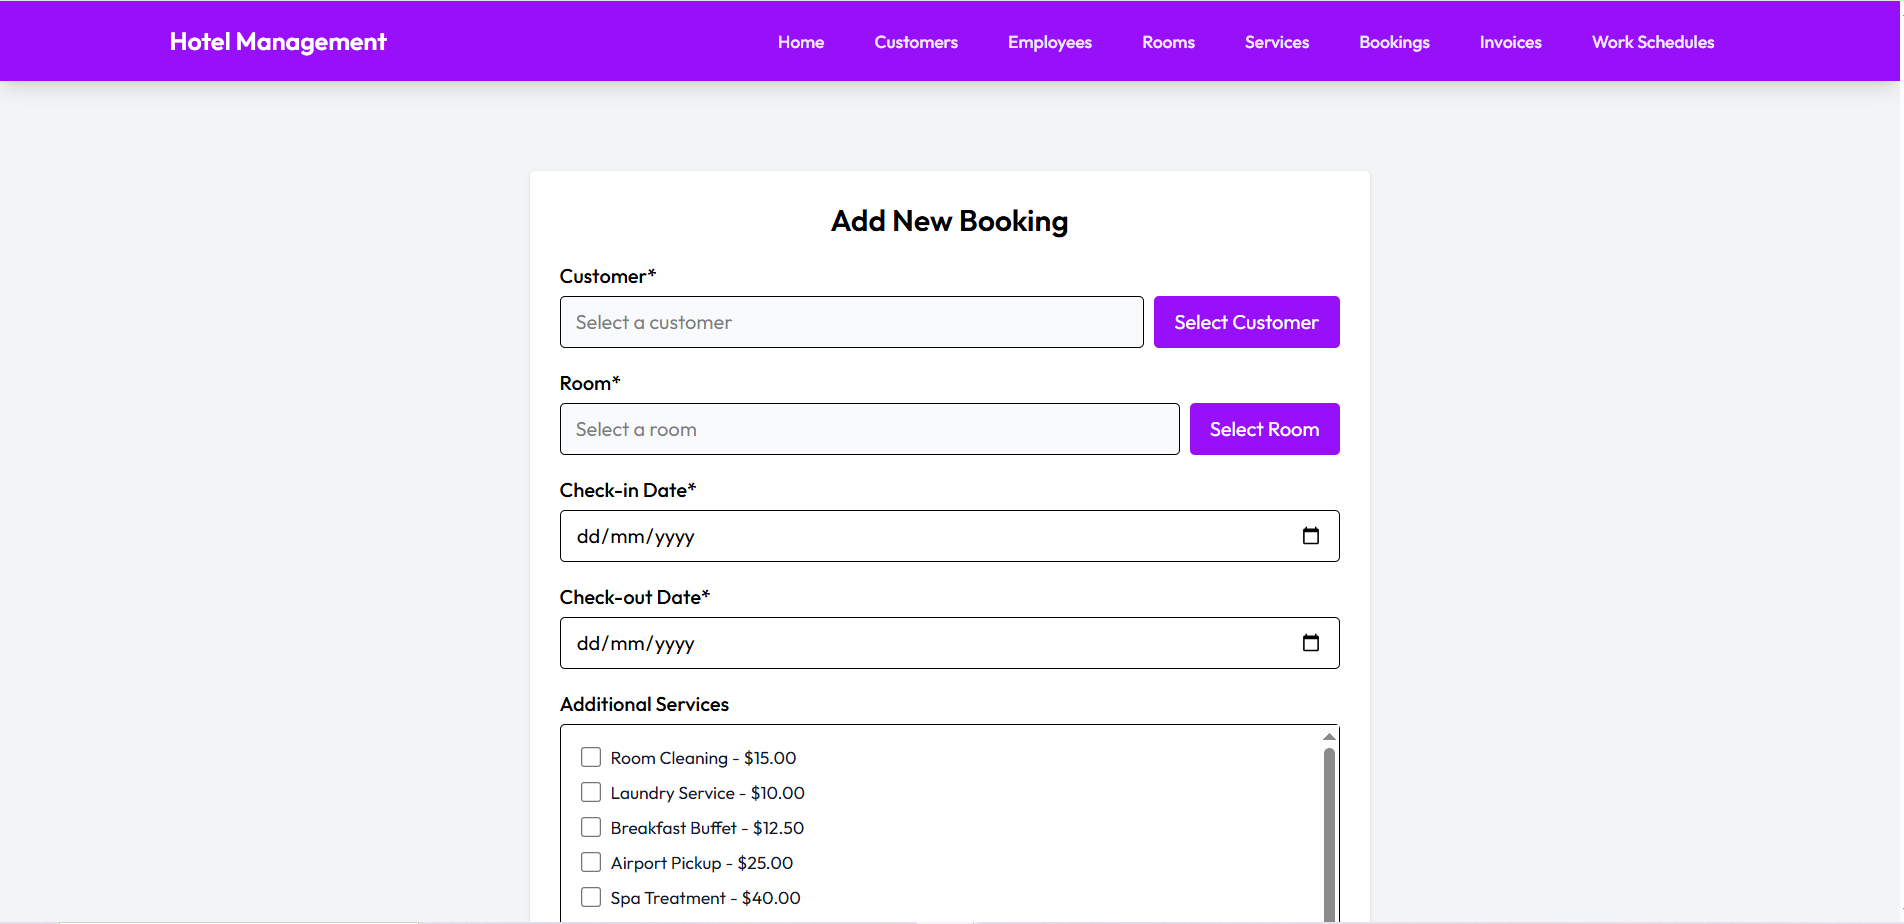 Hotel Management Home Customers Employees Rooms Services Bookings Invoices Work Schedules
Add New Booking
Customer*
Select a customer Select Customer
Room*
Select a room Select Room
Check-in Date*
dd/mm/yyyy
Check-out Date*
dd/mm/yyyy
Additional Services
Room Cleaning - $15.00
Laundry Service - $10.00
Breakfast Buffet - $12.50
Airport Pickup - $25.00
Spa Treatment - $40.00